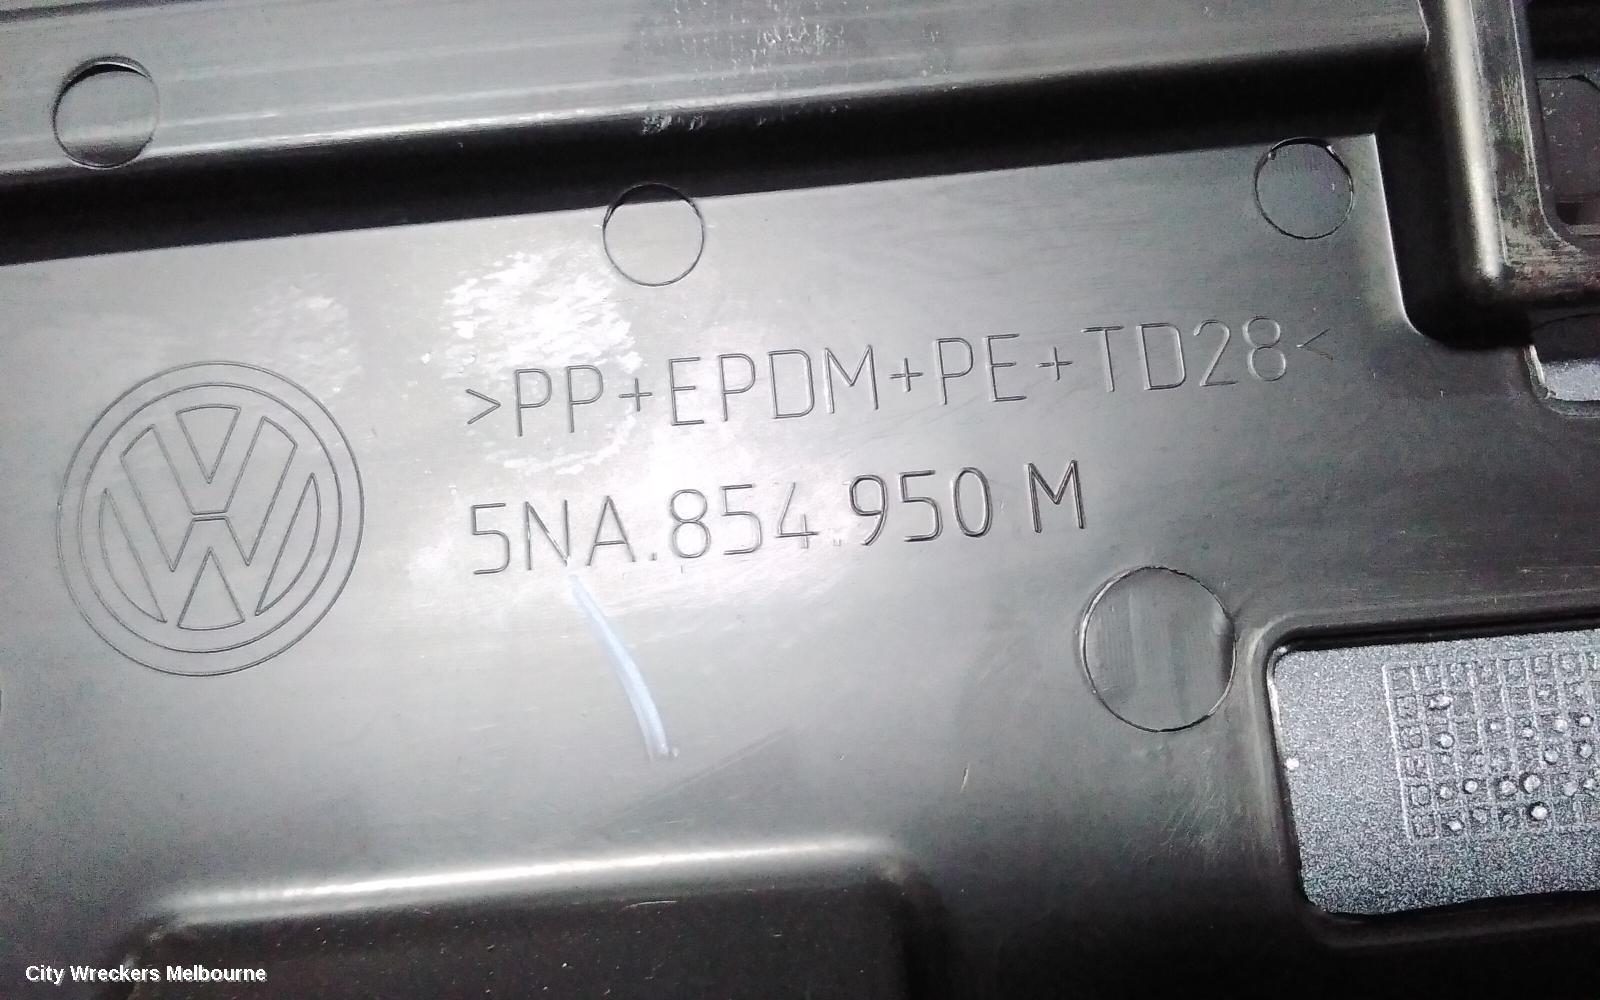 >PP+EPDM+PE+TD28<
5NA.854.950 M
City Wreckers Melbourne